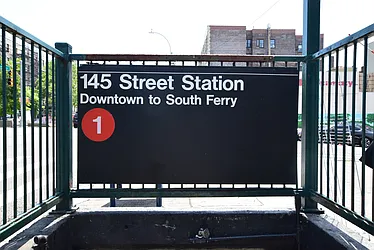 145 Street Station
Downtown to South Ferry
1